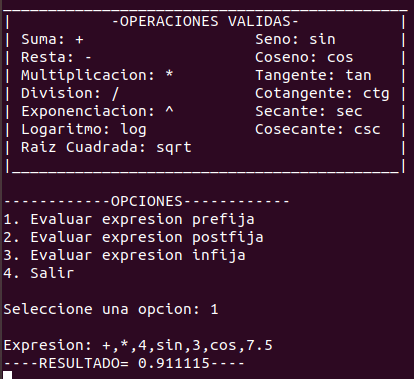 -OPERACIONES VALIDAS-
| Suma: + Seno: sin |
| Resta: - Coseno: cos |
| Multiplicacion: * Tangente: tan |
| Division: / Cotangente: ctg |
| Exponenciacion: ^ Secante: sec |
| Logaritmo: log Cosecante: csc |
| Raiz Cuadrada: sqrt |
------------OPCIONES------------
1. Evaluar expresion prefija
2. Evaluar expresion postfija
3. Evaluar expresion infija
4. Salir
Seleccione una opcion: 1
Expresion: +,*,4,sin,3,cos,7.5
----RESULTADO= 0.911115----